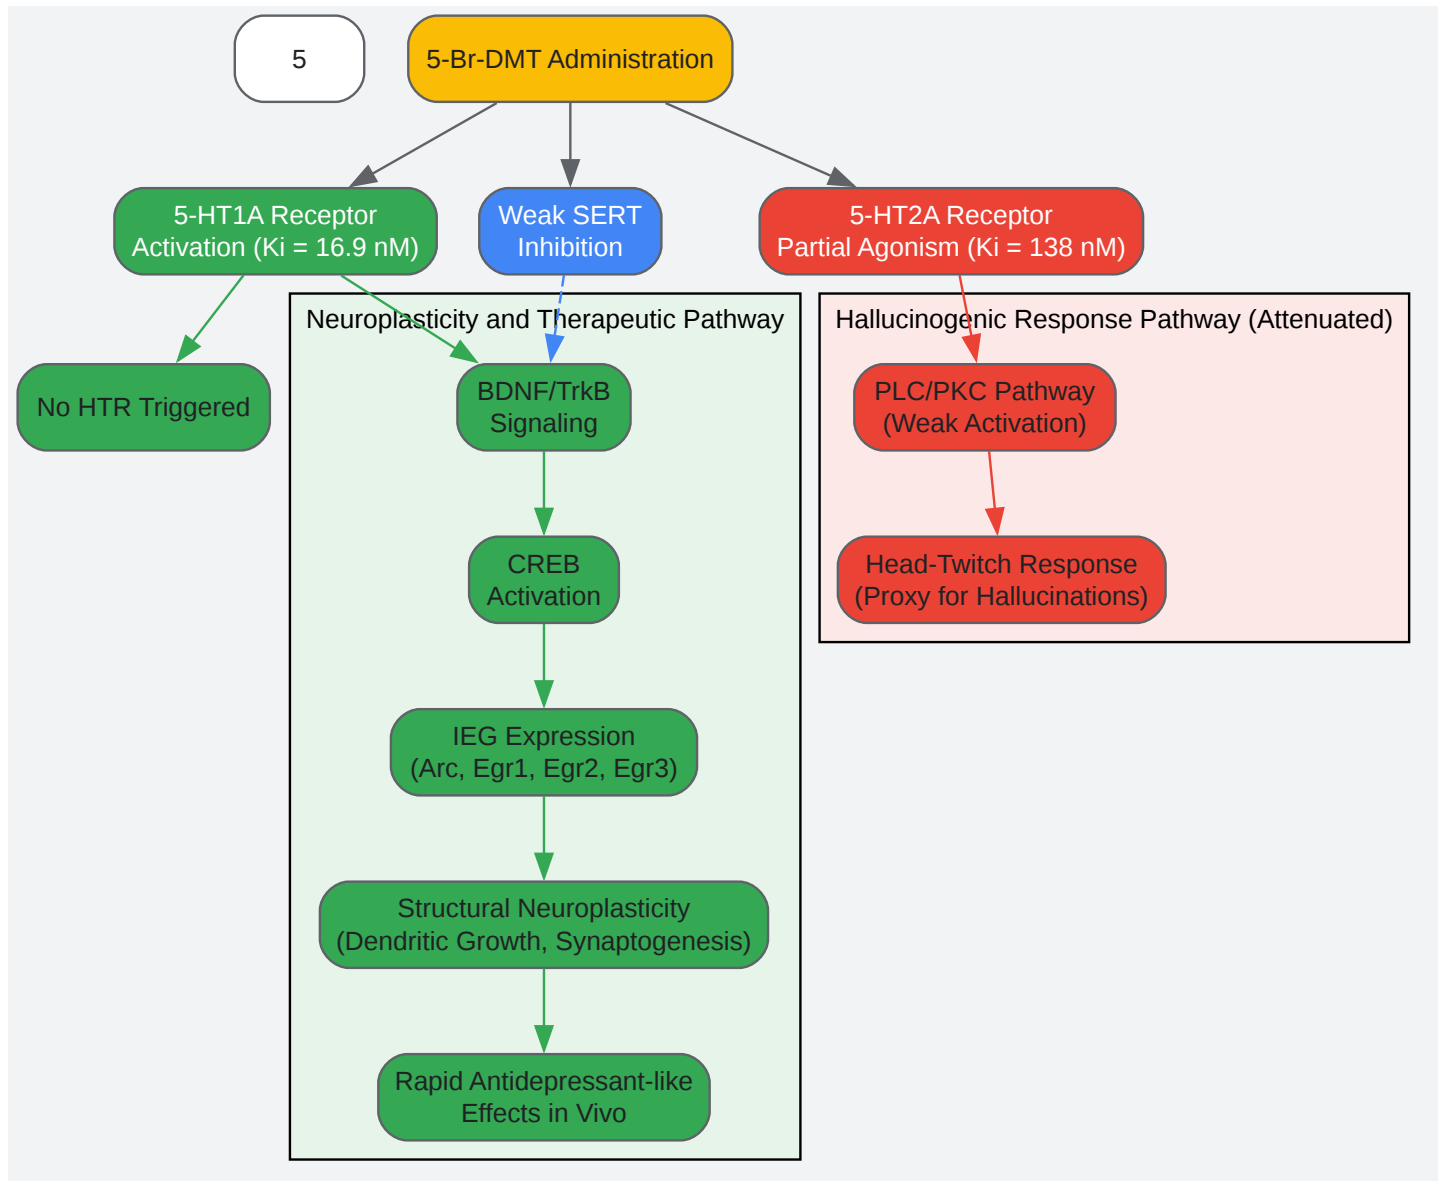 5
5-Br-DMT Administration
5-HT1A Receptor
Activation (Ki = 16.9 nM)
Weak SERT
Inhibition
5-HT2A Receptor
Partial Agonism (Ki = 138 nM)
Neuroplasticity and Therapeutic Pathway
Hallucinogenic Response Pathway (Attenuated)
No HTR Triggered
BDNF/TrkB
Signaling
PLC/PKC Pathway
(Weak Activation)
CREB
Activation
Head-Twitch Response
(Proxy for Hallucinations)
IEG Expression
(Arc, Egr1, Egr2, Egr3)
Structural Neuroplasticity
(Dendritic Growth, Synaptogenesis)
Rapid Antidepressant-like
Effects in Vivo